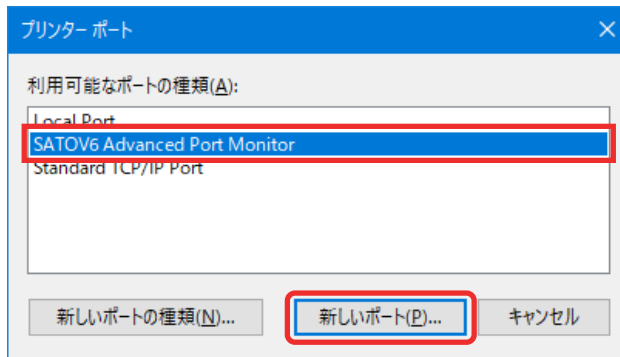 プリンター ポート
利用可能なポートの種類(A):
Local Port
SATOV6 Advanced Port Monitor
Standard TCP/IP Port
新しいポートの種類(N)... 新しいポート(P)... キャンセル